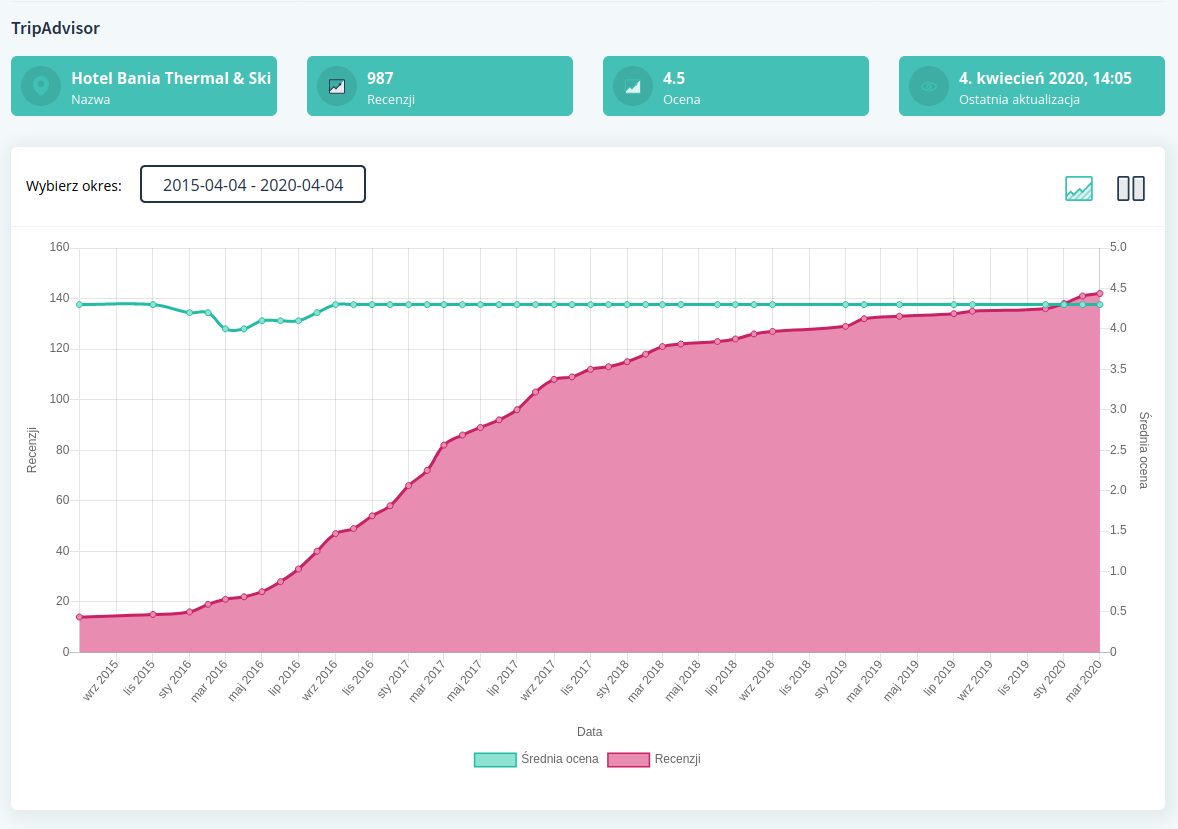 TripAdvisor
Hotel Bania Thermal & Ski
Nazwa
987
Recenzji
4.5
Ocena
4. kwiecień 2020, 14:05
Ostatnia aktualizacja
Wybierz okres:
2015-04-04 - 2020-04-04
160
140
120
100
80
60
40
20
0
Recenzji
5.0
4.5
4.0
3.5
3.0
2.5
2.0
1.5
1.0
0.5
0
Średnia ocena
wrz 2015
lis 2015
sty 2016
mar 2016
maj 2016
lip 2016
wrz 2016
lis 2016
sty 2017
mar 2017
maj 2017
lip 2017
wrz 2017
lis 2017
sty 2018
mar 2018
maj 2018
lip 2018
wrz 2018
lis 2018
sty 2019
mar 2019
maj 2019
lip 2019
wrz 2019
lis 2019
sty 2020
mar 2020
Data
Średnia ocena
Recenzji